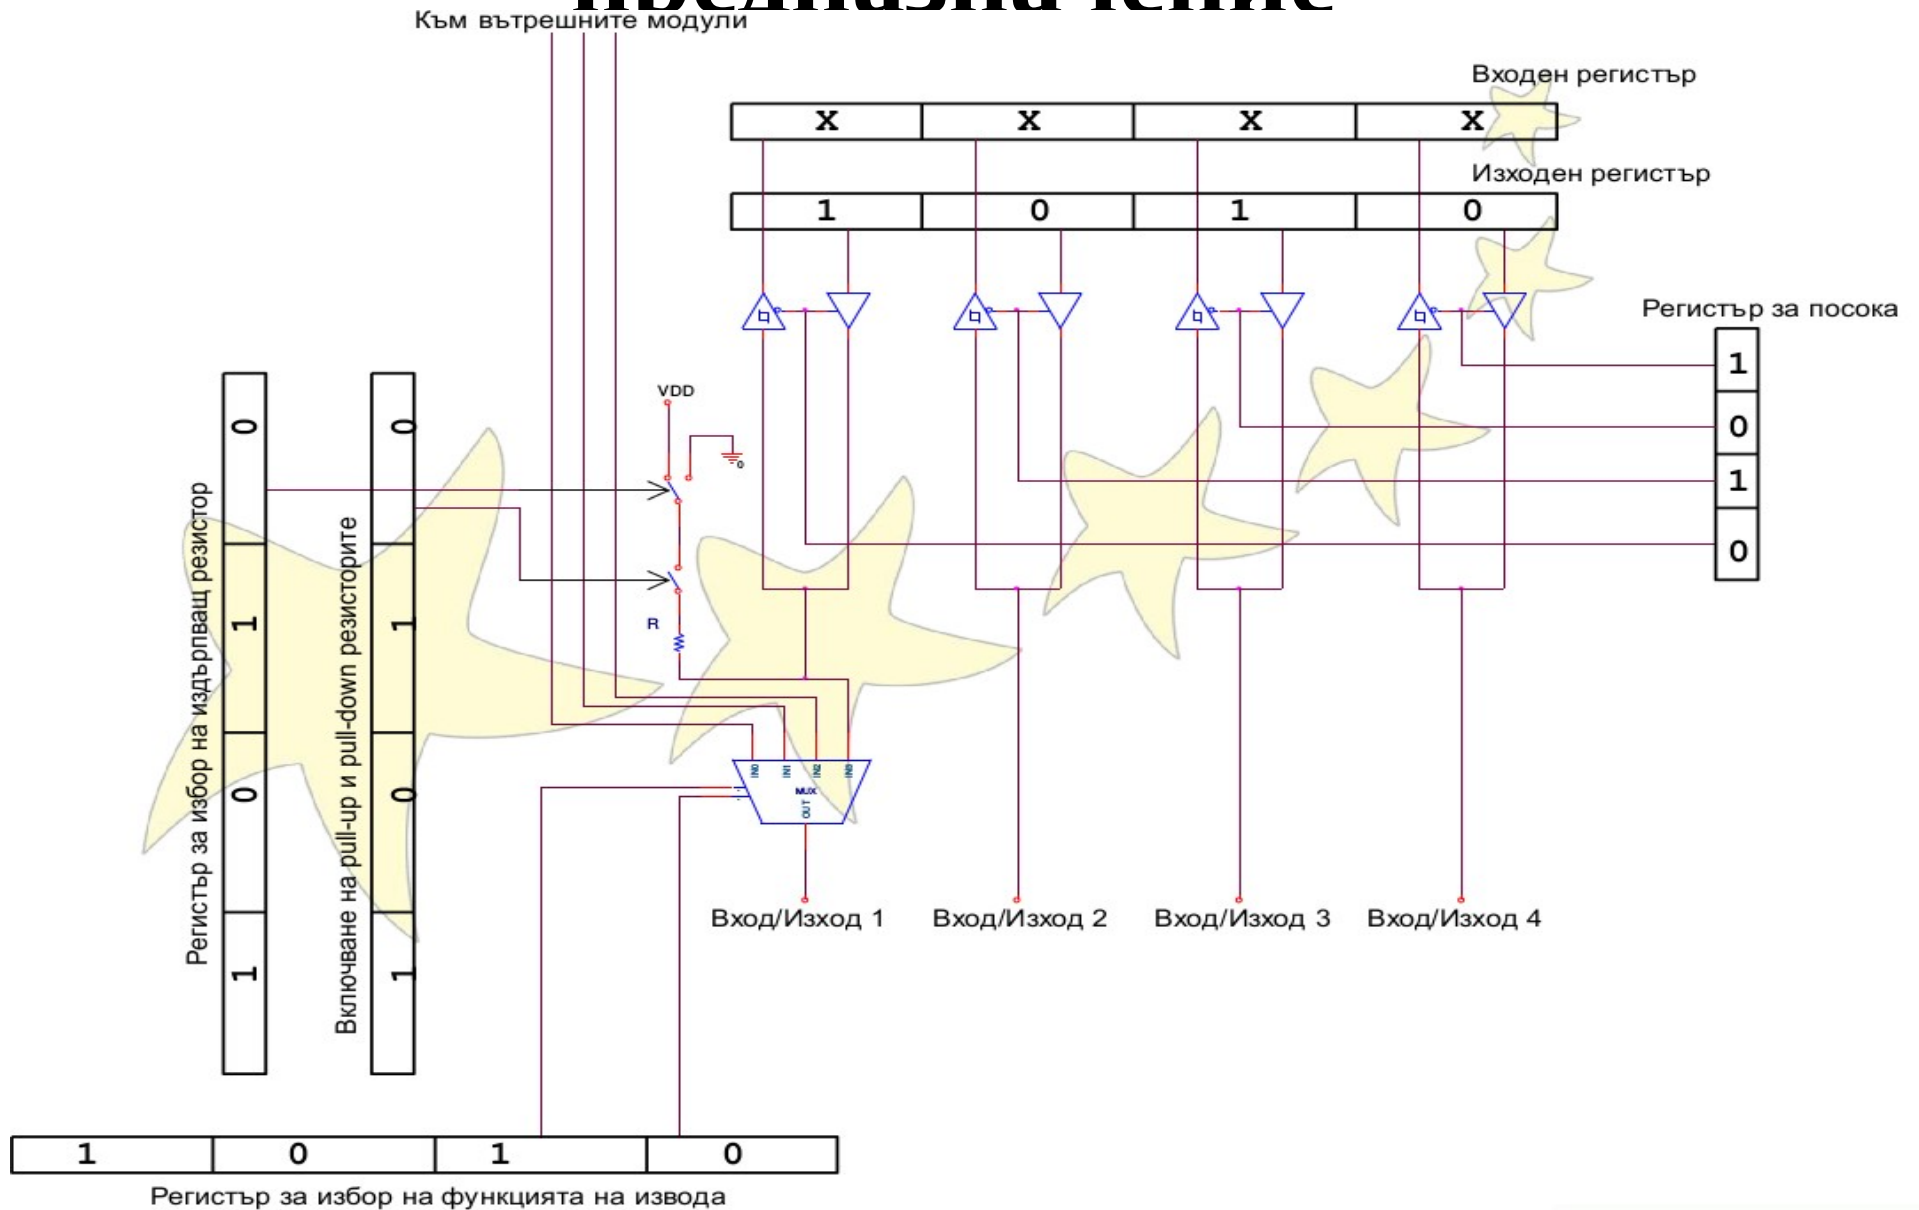 предназначение
Към вътрешните модули
Входен регистър
X X X X
Изходен регистър
1 0 1 0
Регистър за посока
1
0
1
0
VDD
0
R
Регистър за избор на издърпващ резистор
0
1
0
1
Включване на pull-up и pull-down резисторите
0
1
0
1
IN0 IN1 IN2 IN3
MUX
OUT
Вход/Изход 1 Вход/Изход 2 Вход/Изход 3 Вход/Изход 4
1 0 1 0
Регистър за избор на функцията на извода